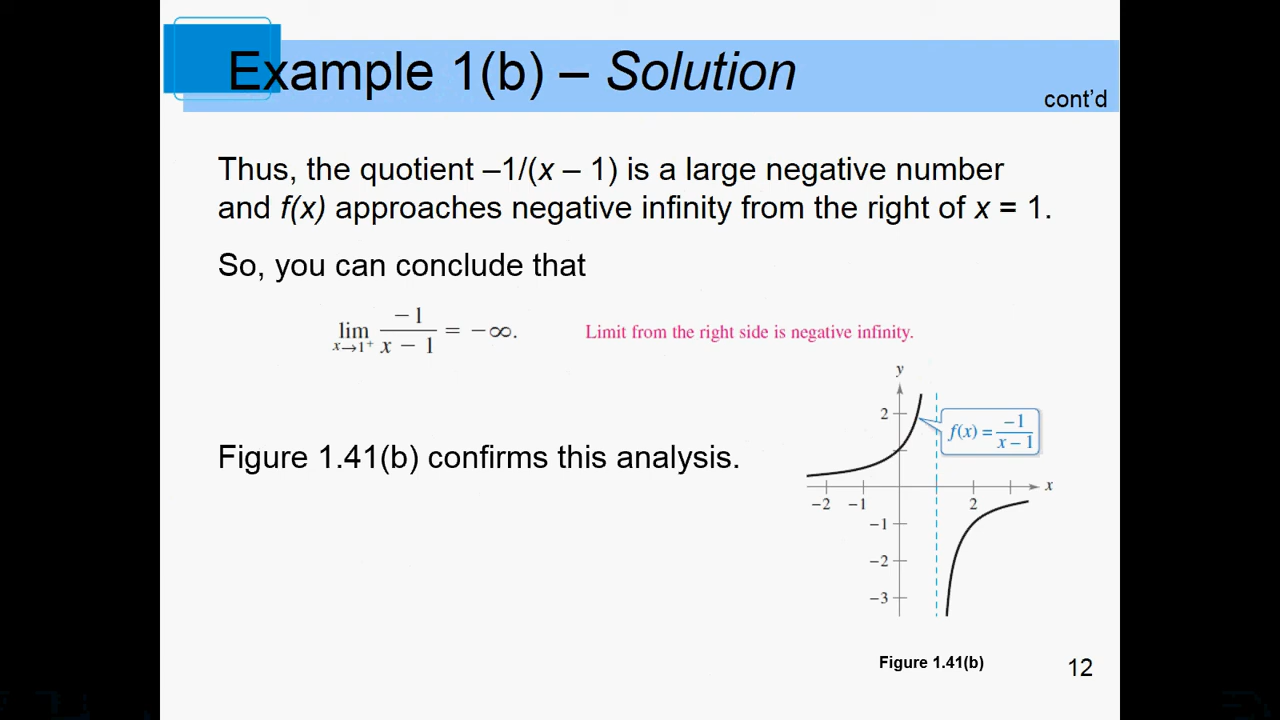 Example 1(b) – Solution
cont’d
Thus, the quotient –1/(x – 1) is a large negative number
and f(x) approaches negative infinity from the right of x = 1.
So, you can conclude that
lim x→1⁺ −1/(x − 1) = −∞.
Limit from the right side is negative infinity.
Figure 1.41(b) confirms this analysis.
y
2
f(x) = −1/(x − 1)
x
−2 −1 2
−1
−2
−3
Figure 1.41(b)
12